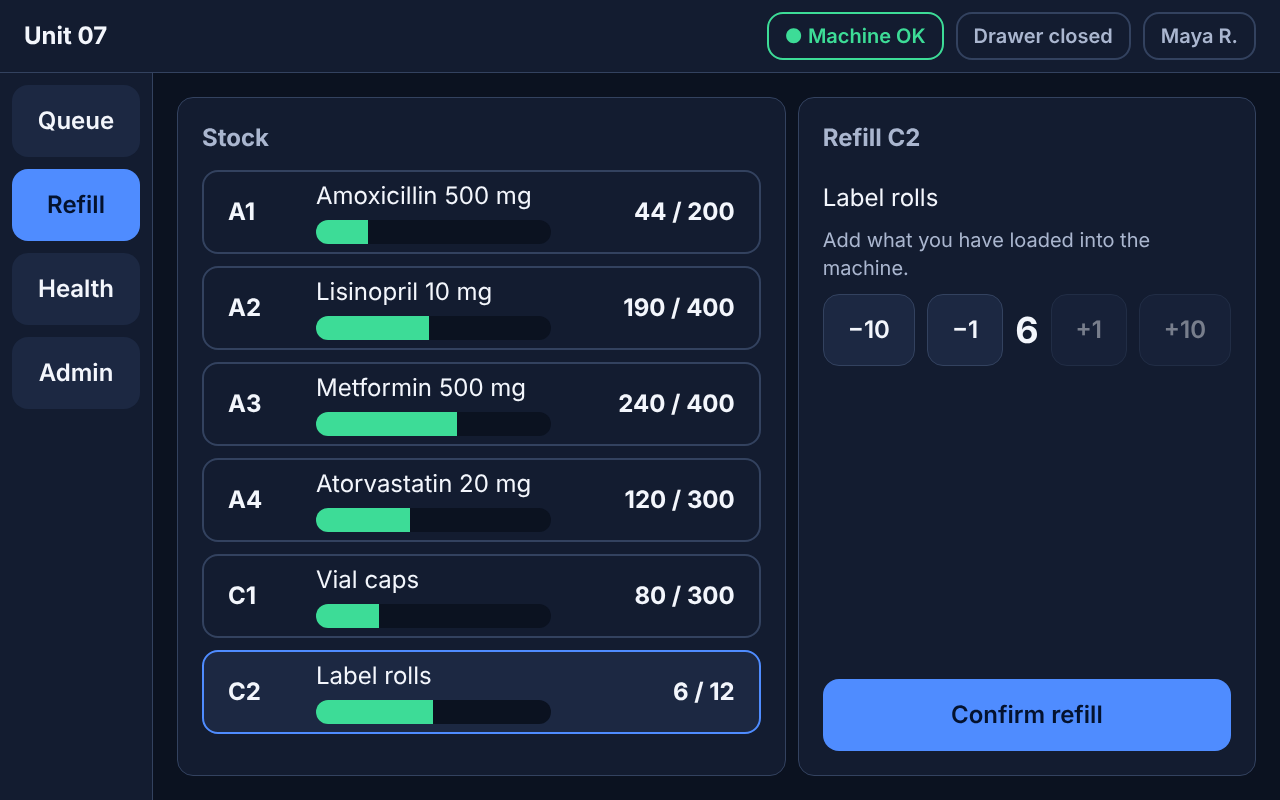 Unit 07
Machine OK
Drawer closed
Maya R.
Queue
Refill
Health
Admin
Stock
A1
Amoxicillin 500 mg
44 / 200
A2
Lisinopril 10 mg
190 / 400
A3
Metformin 500 mg
240 / 400
A4
Atorvastatin 20 mg
120 / 300
C1
Vial caps
80 / 300
C2
Label rolls
6 / 12
Refill C2
Label rolls
Add what you have loaded into the
machine.
−10
−1
6
+1
+10
Confirm refill